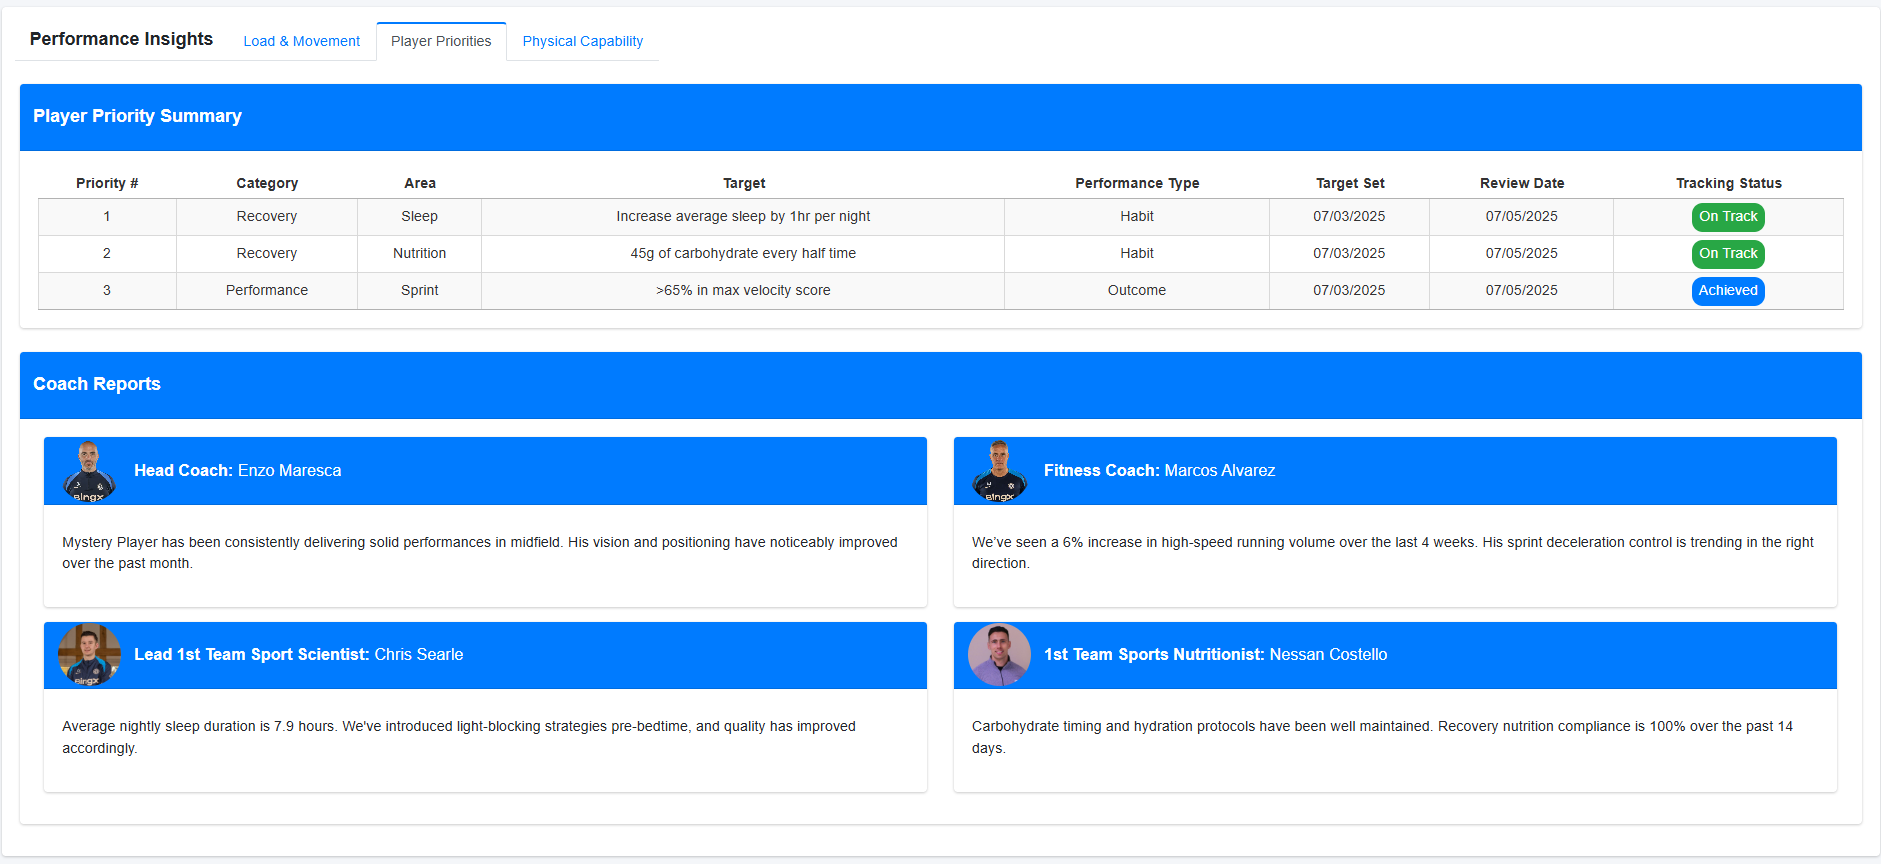 Performance Insights Load & Movement Player Priorities Physical Capability
Player Priority Summary
Priority # Category Area Target Performance Type Target Set Review Date Tracking Status
1 Recovery Sleep Increase average sleep by 1hr per night Habit 07/03/2025 07/05/2025 On Track
2 Recovery Nutrition 45g of carbohydrate every half time Habit 07/03/2025 07/05/2025 On Track
3 Performance Sprint >65% in max velocity score Outcome 07/03/2025 07/05/2025 Achieved
Coach Reports
BingX
Head Coach: Enzo Maresca
Mystery Player has been consistently delivering solid performances in midfield. His vision and positioning have noticeably improved
over the past month.
BingX
Fitness Coach: Marcos Alvarez
We've seen a 6% increase in high-speed running volume over the last 4 weeks. His sprint deceleration control is trending in the right
direction.
BingX
Lead 1st Team Sport Scientist: Chris Searle
Average nightly sleep duration is 7.9 hours. We've introduced light-blocking strategies pre-bedtime, and quality has improved
accordingly.
1st Team Sports Nutritionist: Nessan Costello
Carbohydrate timing and hydration protocols have been well maintained. Recovery nutrition compliance is 100% over the past 14
days.